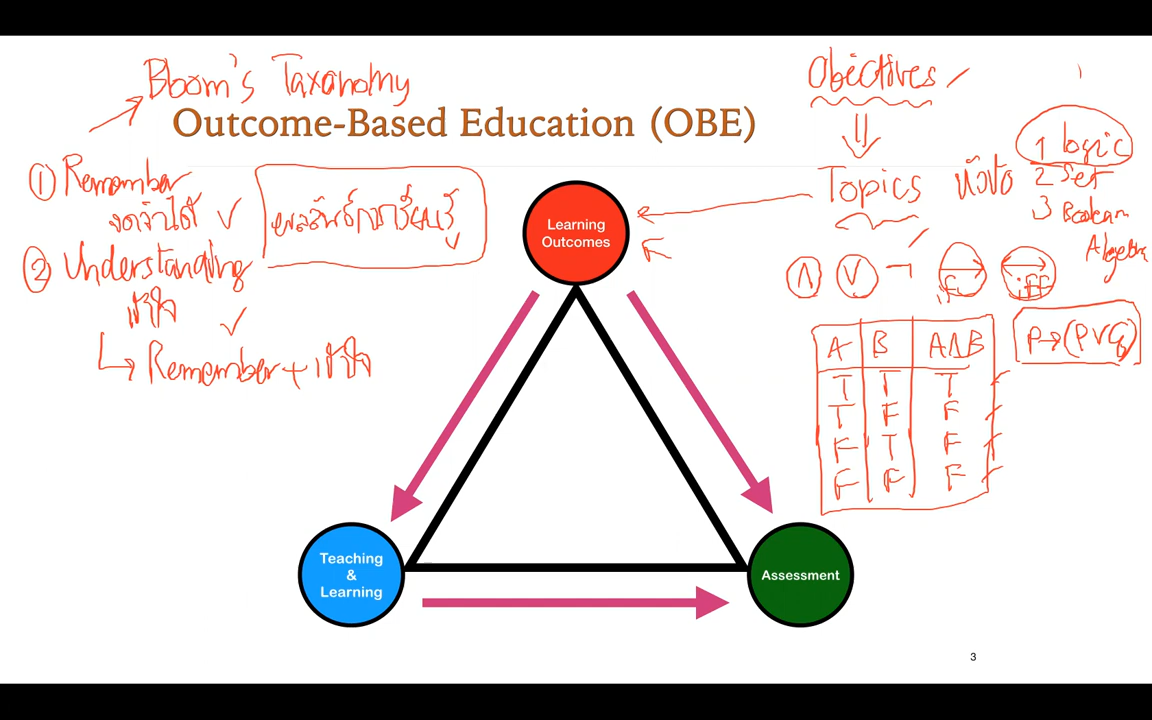 Bloom's Taxanomy
Outcome-Based Education (OBE)
① Remember
จดจำได้ ✓
② Understanding
เข้าใจ ✓
↳ Remember + เข้าใจ
ผลลัพธ์การเรียนรู้
Objectives
Topics หัวข้อ
1 logic
2 Set
3 Boolean
Algebra
∧ ∨ ¬ → if ↔ iff
P→(P∨Q)
A B A∧B
T T T
T F F
F T F
F F F
Learning
Outcomes
Teaching
&
Learning
Assessment
3